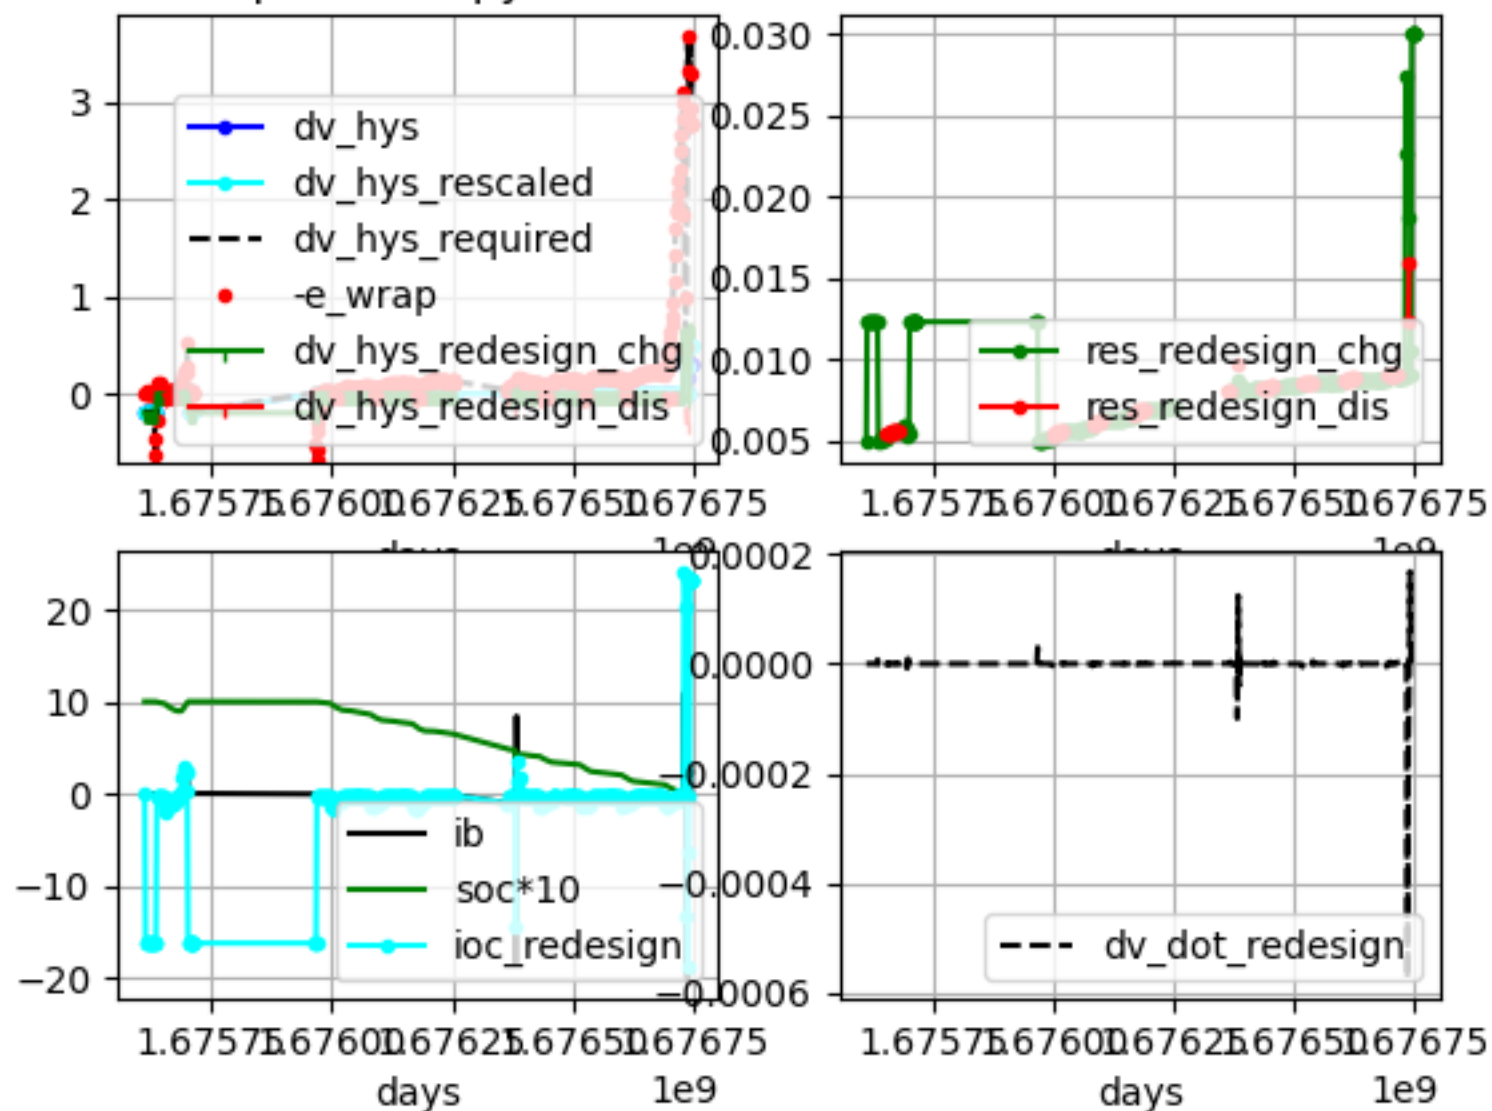 3
2
1
0
dv_hys
dv_hys_rescaled
dv_hys_required
-e_wrap
dv_hys_redesign_chg
dv_hys_redesign_dis
1.67575 1.67600 1.67625 1.67650 1.67675
days 1e9
0.030
0.025
0.020
0.015
0.010
0.005
res_redesign_chg
res_redesign_dis
1.67575 1.67600 1.67625 1.67650 1.67675
days 1e9
20
10
0
−10
−20
ib
soc*10
ioc_redesign
1.67575 1.67600 1.67625 1.67650 1.67675
days 1e9
0.0002
0.0000
−0.0002
−0.0004
−0.0006
dv_dot_redesign
1.67575 1.67600 1.67625 1.67650 1.67675
days 1e9